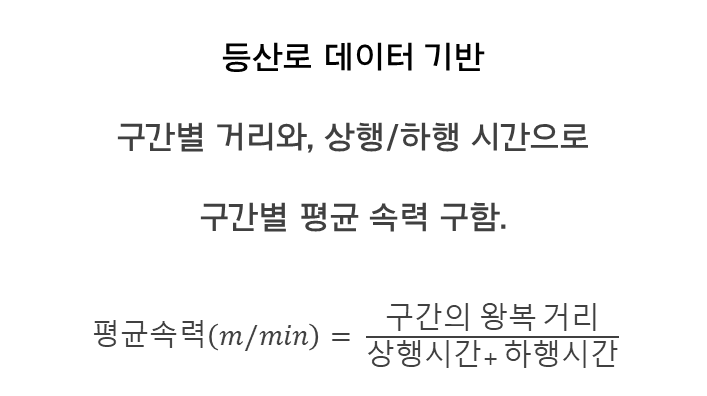 등산로 데이터 기반
구간별 거리와, 상행/하행 시간으로
구간별 평균 속력 구함.
평균속력(m/min) = 구간의 왕복 거리
상행시간+ 하행시간